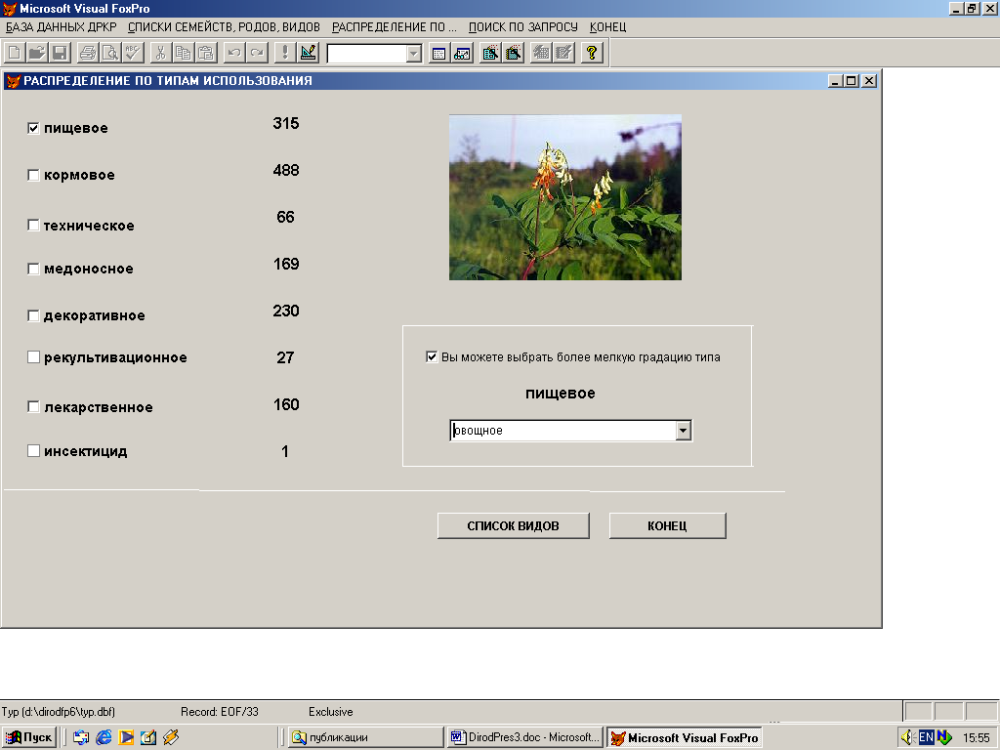 Microsoft Visual FoxPro
БАЗА ДАННЫХ ДРКР СПИСКИ СЕМЕЙСТВ, РОДОВ, ВИДОВ РАСПРЕДЕЛЕНИЕ ПО ... ПОИСК ПО ЗАПРОСУ КОНЕЦ
РАСПРЕДЕЛЕНИЕ ПО ТИПАМ ИСПОЛЬЗОВАНИЯ
пищевое 315
кормовое 488
техническое 66
медоносное 169
декоративное 230
рекультивационное 27
лекарственное 160
инсектицид 1
Вы можете выбрать более мелкую градацию типа
пищевое
овощное
СПИСОК ВИДОВ КОНЕЦ
Typ (d:\dirodfp6\typ.dbf) Record: EOF/33 Exclusive
Пуск публикации DirodPres3.doc - Microsoft... Microsoft Visual FoxPro EN 15:55